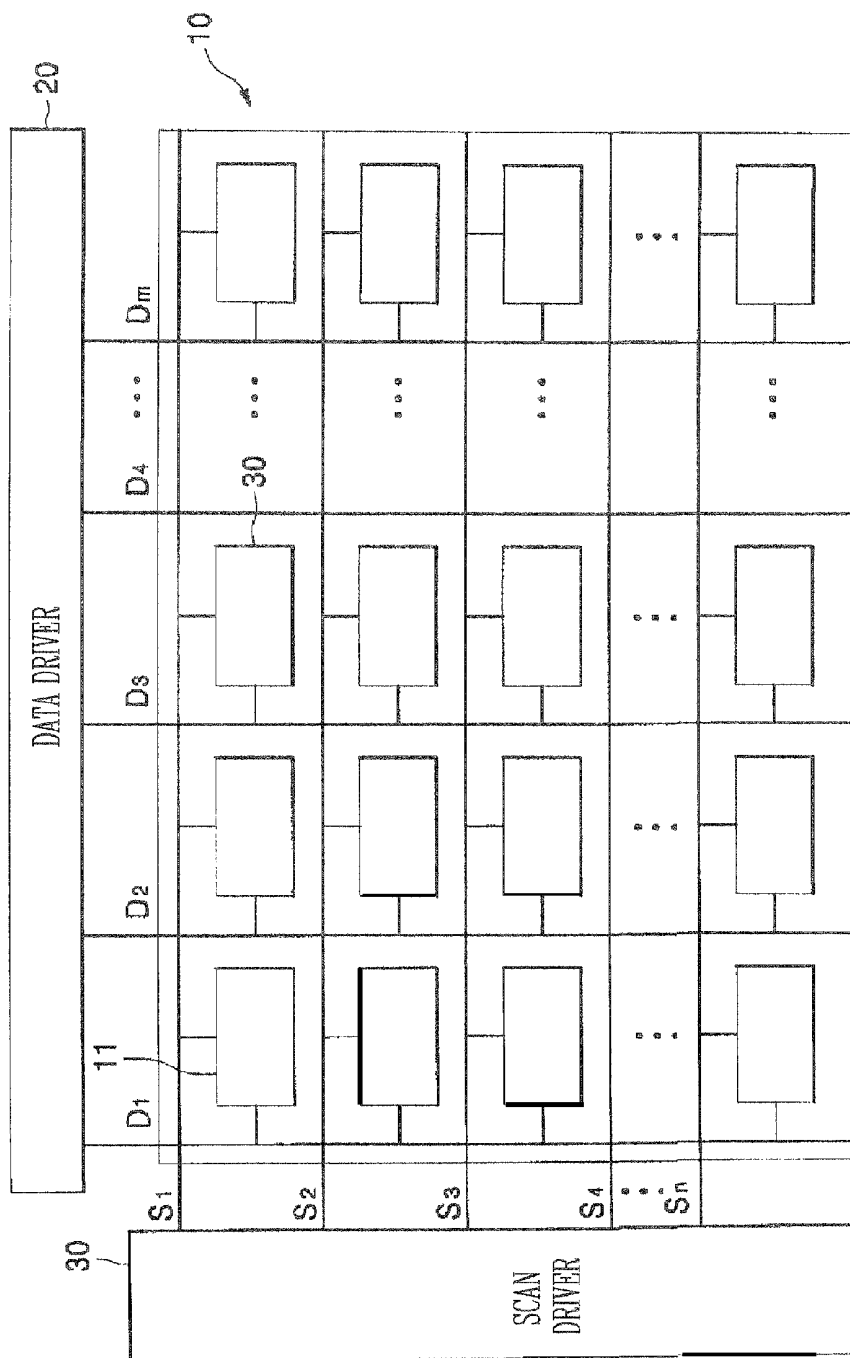 DATA DRIVER
20
10
D1
D2
D3
D4
Dm
11
30
30
S1
S2
S3
S4
Sn
SCAN
DRIVER